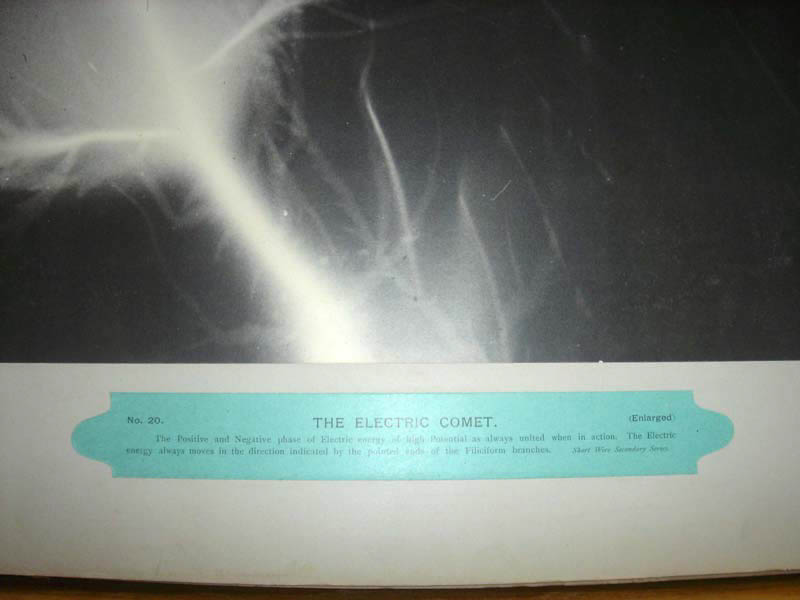 No. 20. THE ELECTRIC COMET. (Enlarged)
The Positive and Negative phase of Electric energy of high Potential as always united when in action. The Electric
energy always moves in the direction indicated by the pointed ends of the Filiciform branches. Short Wire Secondary Series.